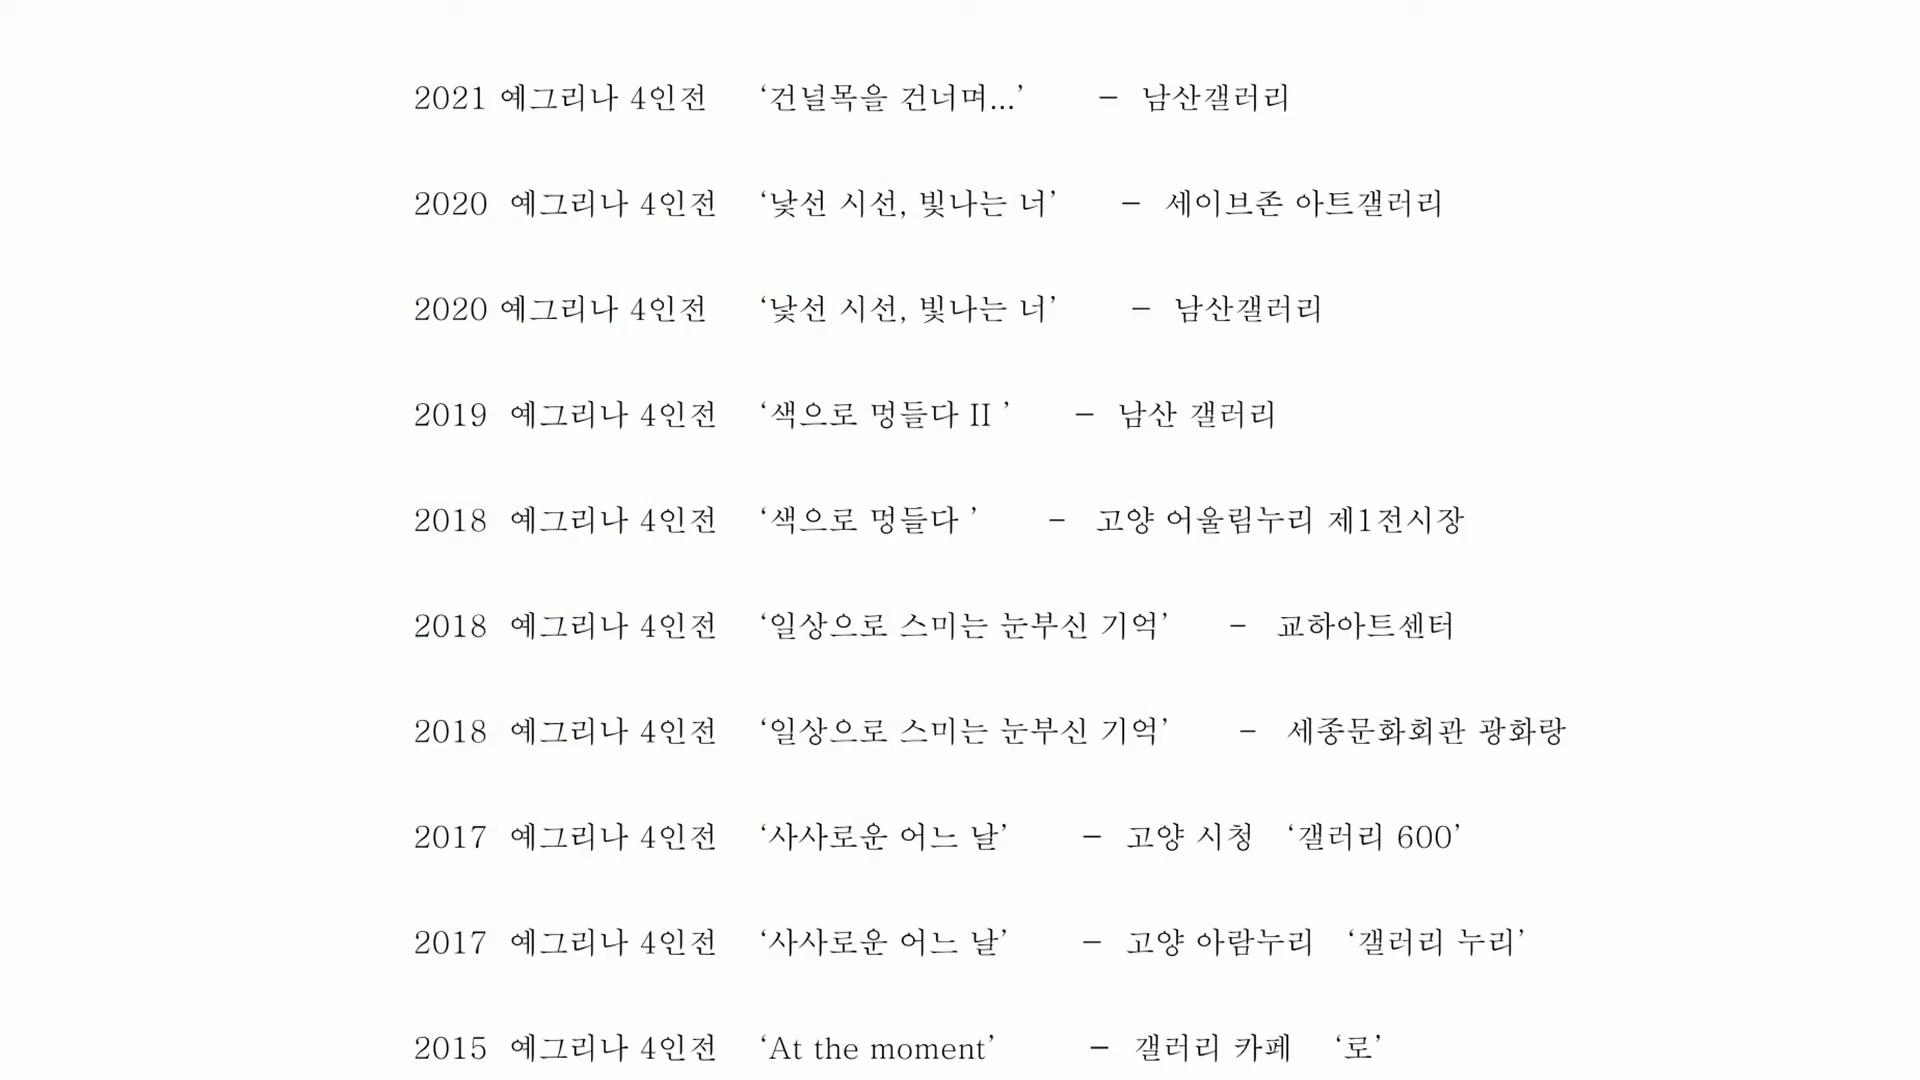 2021 예그리나 4인전 ‘건널목을 건너며...’ – 남산갤러리
2020 예그리나 4인전 ‘낯선 시선, 빛나는 너’ – 세이브존 아트갤러리
2020 예그리나 4인전 ‘낯선 시선, 빛나는 너’ – 남산갤러리
2019 예그리나 4인전 ‘색으로 멍들다 II ’ – 남산 갤러리
2018 예그리나 4인전 ‘색으로 멍들다 ’ – 고양 어울림누리 제1전시장
2018 예그리나 4인전 ‘일상으로 스미는 눈부신 기억’ – 교하아트센터
2018 예그리나 4인전 ‘일상으로 스미는 눈부신 기억’ – 세종문화회관 광화랑
2017 예그리나 4인전 ‘사사로운 어느 날’ – 고양 시청 ‘갤러리 600’
2017 예그리나 4인전 ‘사사로운 어느 날’ – 고양 아람누리 ‘갤러리 누리’
2015 예그리나 4인전 ‘At the moment’ – 갤러리 카페 ‘로’